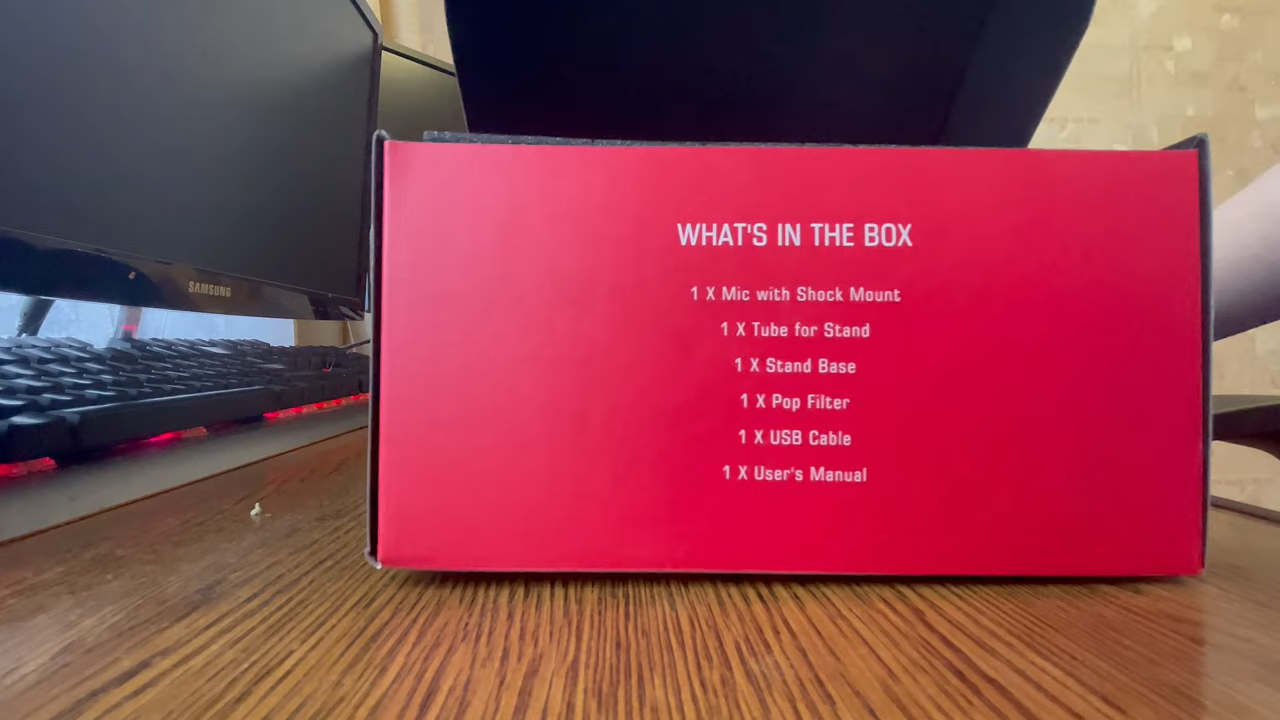 SAMSUNG
WHAT'S IN THE BOX
1 X Mic with Shock Mount
1 X Tube for Stand
1 X Stand Base
1 X Pop Filter
1 X USB Cable
1 X User's Manual